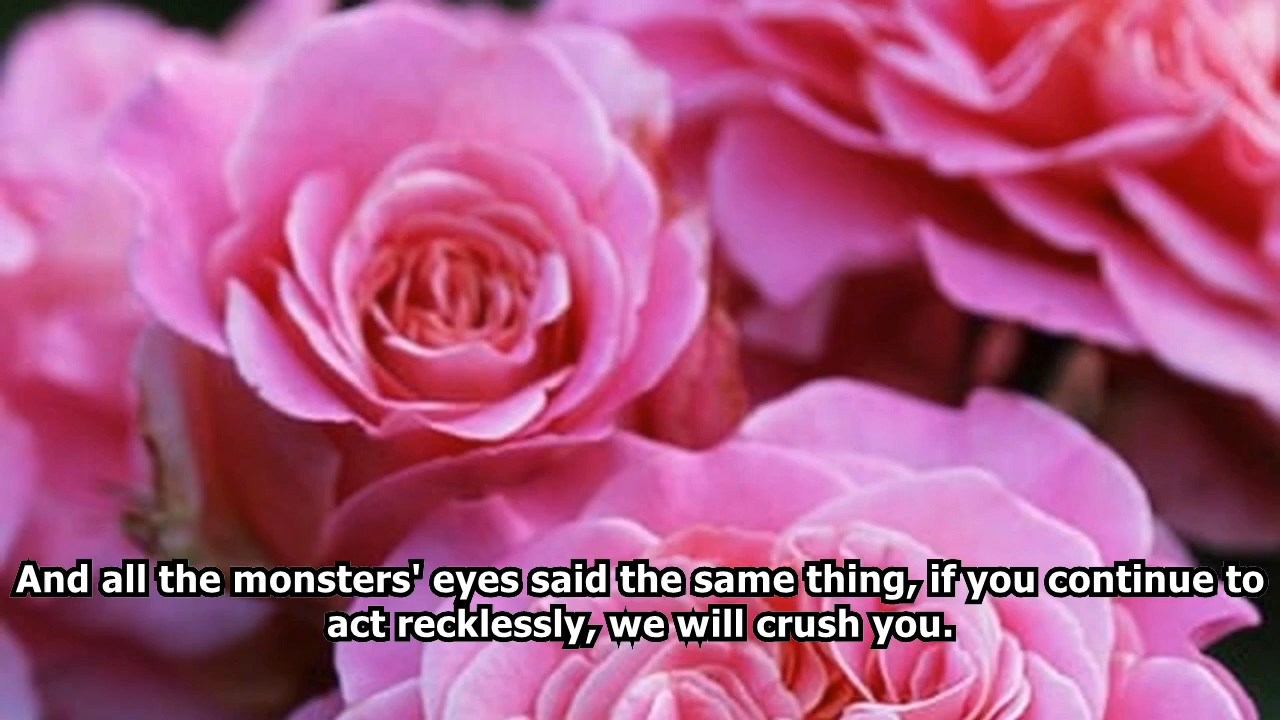 And all the monsters' eyes said the same thing, if you continue to
act recklessly, we will crush you.